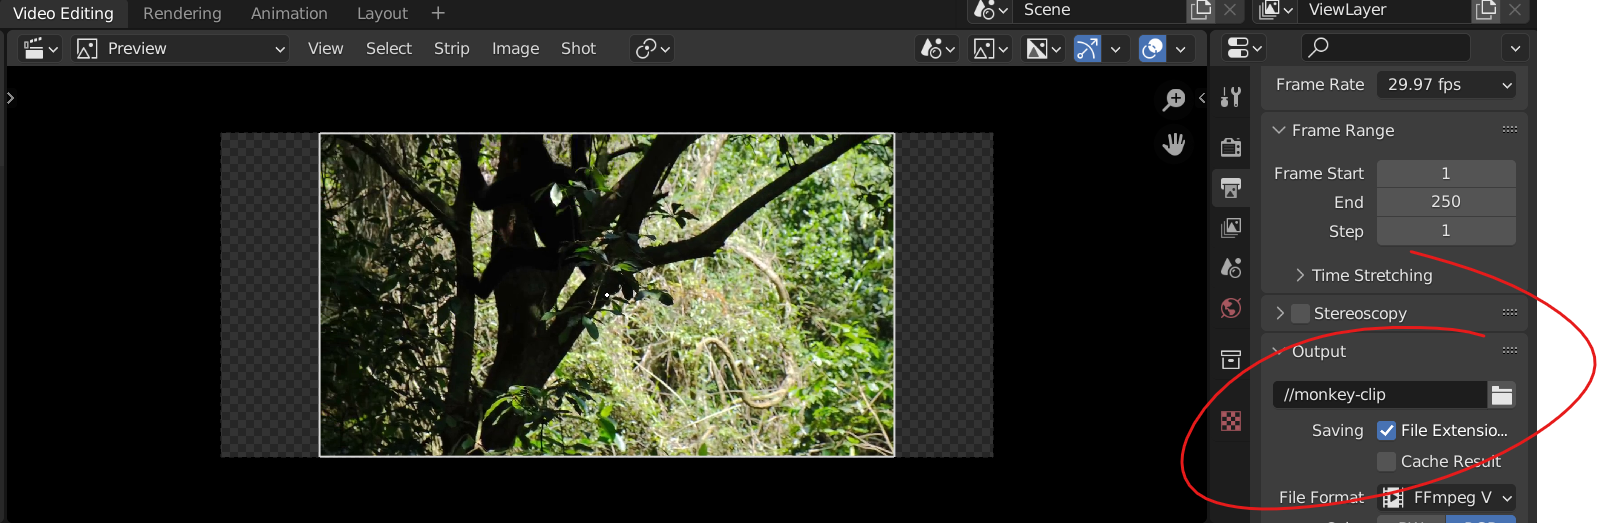 Video Editing Rendering Animation Layout + Scene ViewLayer
Preview View Select Strip Image Shot
Frame Rate 29.97 fps
Frame Range
Frame Start 1
End 250
Step 1
Time Stretching
Stereoscopy
Output
//monkey-clip
Saving File Extensio...
Cache Result
File Format FFmpeg V